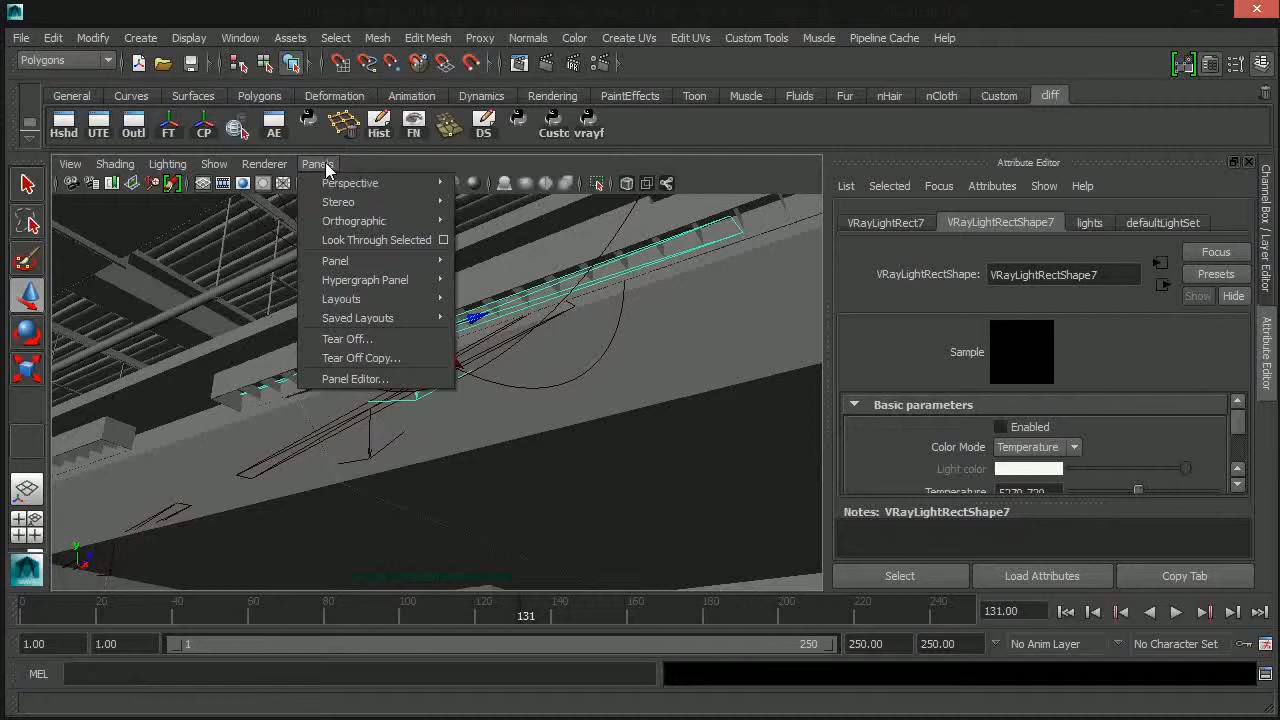 File Edit Modify Create Display Window Assets Select Mesh Edit Mesh Proxy Normals Color Create UVs Edit UVs Custom Tools Muscle Pipeline Cache Help
Polygons
General Curves Surfaces Polygons Deformation Animation Dynamics Rendering PaintEffects Toon Muscle Fluids Fur nHair nCloth Custom cliff
Hshd UTE Outl FT CP AE Hist FN DS Custc vrayf
View Shading Lighting Show Renderer Panels
Perspective
Stereo
Orthographic
Look Through Selected
Panel
Hypergraph Panel
Layouts
Saved Layouts
Tear Off...
Tear Off Copy...
Panel Editor...
Attribute Editor
List Selected Focus Attributes Show Help
VRayLightRect7 VRayLightRectShape7 lights defaultLightSet
Focus
VRayLightRectShape: VRayLightRectShape7
Presets
Show Hide
Sample
Basic parameters
Enabled
Color Mode Temperature
Light color
Temperature 5270.729
Notes: VRayLightRectShape7
Select Load Attributes Copy Tab
Channel Box / Layer Editor
Attribute Editor
y
0 20 40 60 80 100 120 140 160 180 200 220 240
131
131.00
1.00 1.00 1 250 250.00 250.00 No Anim Layer No Character Set
MEL